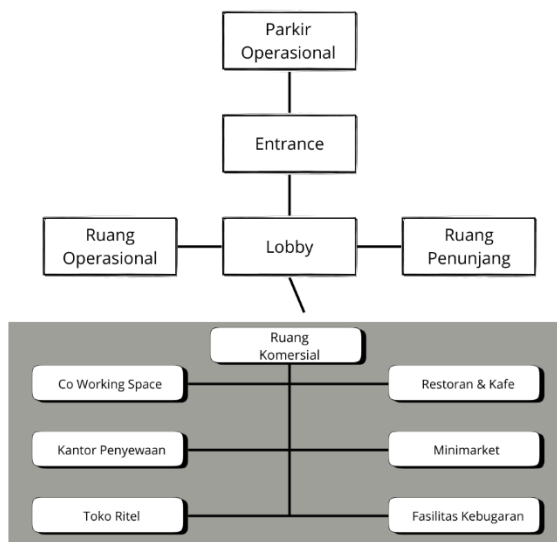 Parkir
Operasional
Entrance
Ruang
Operasional
Lobby
Ruang
Penunjang
Ruang
Komersial
Co Working Space
Restoran & Kafe
Kantor Penyewaan
Minimarket
Toko Ritel
Fasilitas Kebugaran